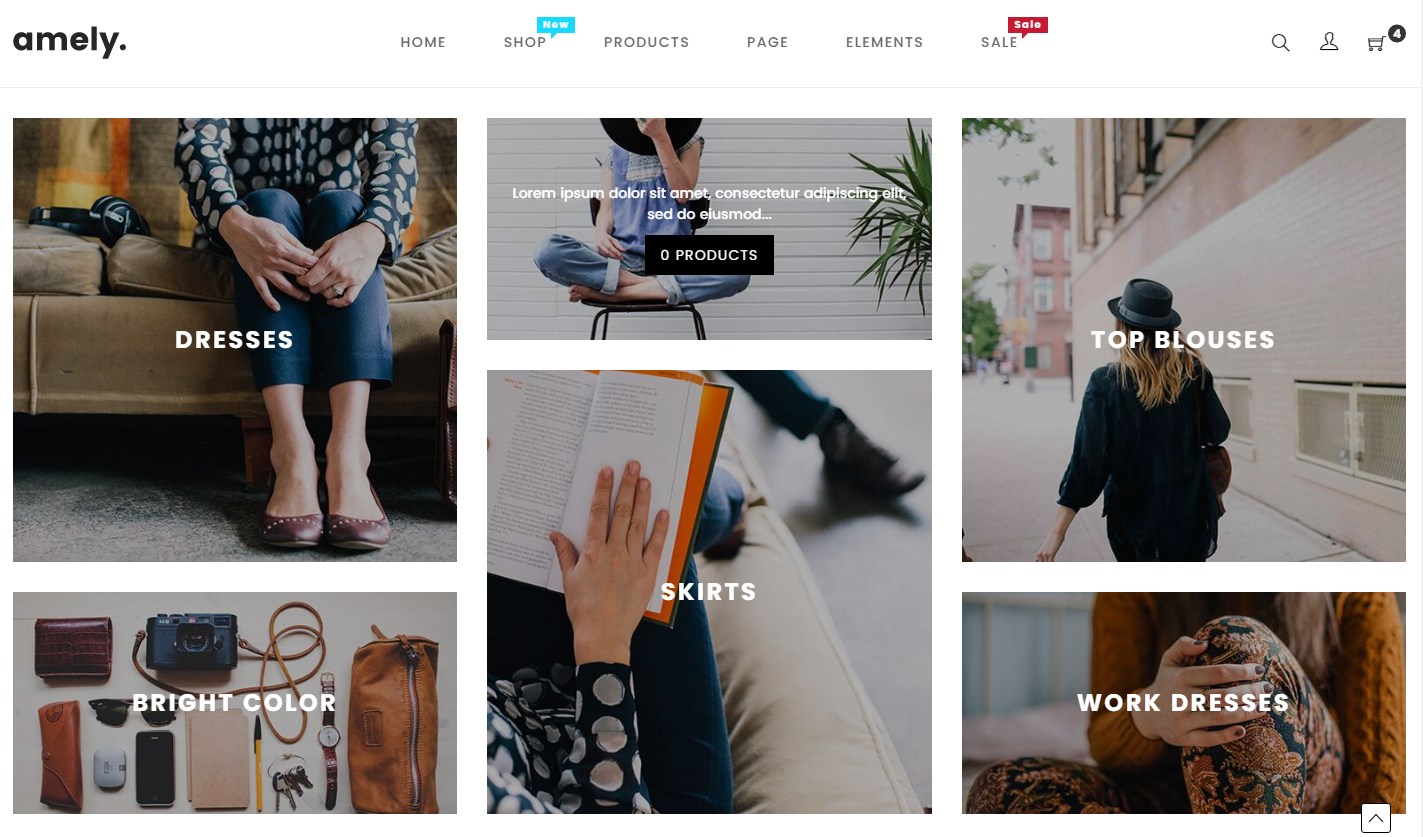 amely.
HOME
SHOP
New
PRODUCTS
PAGE
ELEMENTS
SALE
Sale
4
DRESSES
Lorem ipsum dolor sit amet, consectetur adipiscing elit,
sed do eiusmod...
0 PRODUCTS
TOP BLOUSES
SKIRTS
BRIGHT COLOR
WORK DRESSES